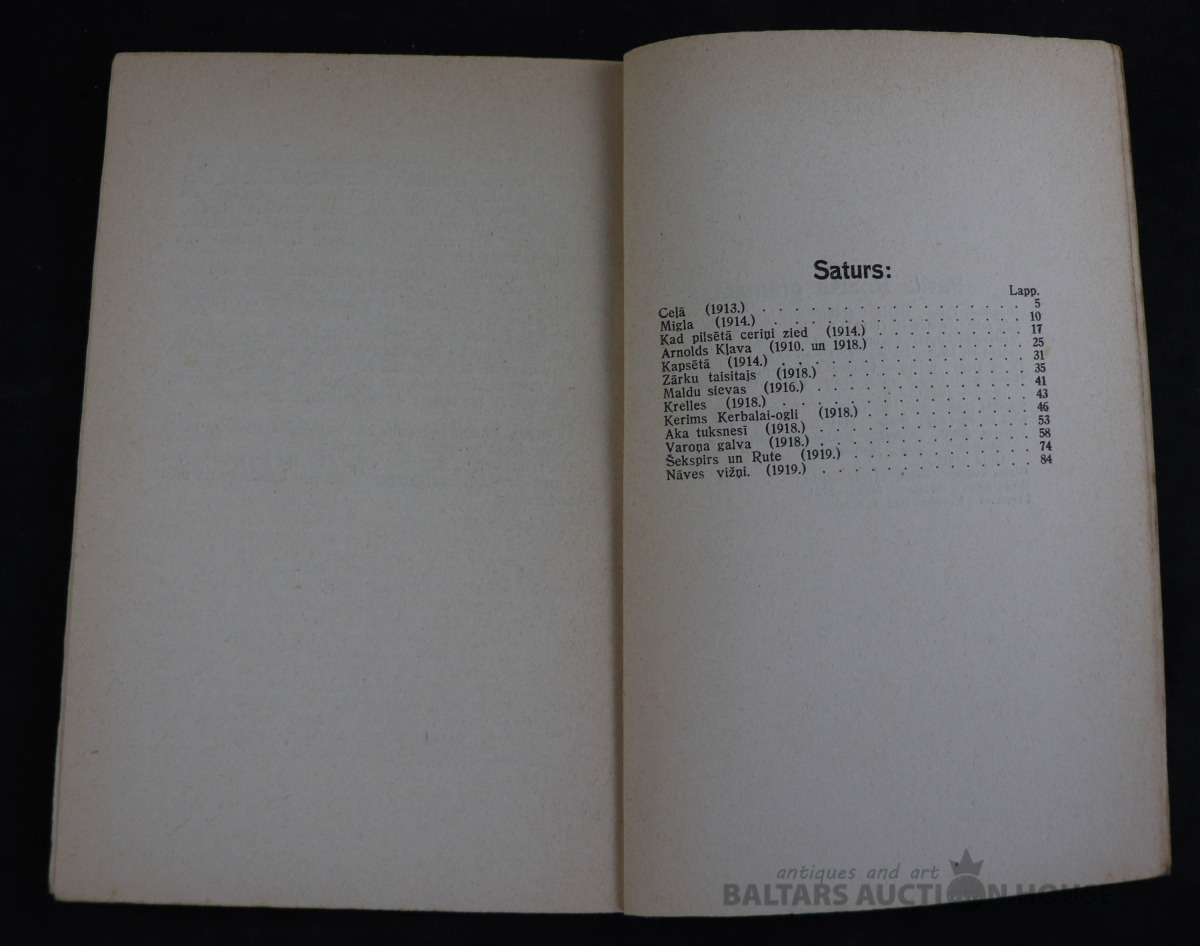 Saturs:
Lapp.
Ceļā (1913.) . . . . . . . . . . . . . . 5
Migla (1914.) . . . . . . . . . . . . . . 10
Kad pilsētā ceriņi zied (1914.) . . . . . . . . . 17
Arnolds Kļava (1910. un 1918.) . . . . . . . . 25
Kapsētā (1914.) . . . . . . . . . . . . . 31
Zārku taisitajs (1918.) . . . . . . . . . . . 35
Maldu sievas (1916.) . . . . . . . . . . . 41
Krelles (1918.) . . . . . . . . . . . . . 43
Kerims Kerbalai-ogli (1918.) . . . . . . . . . 46
Aka tuksnesī (1918.) . . . . . . . . . . . 53
Varoņa galva (1918.) . . . . . . . . . . . 58
Šekspirs un Rute (1919.) . . . . . . . . . . 74
Nāves vižņi. (1919.) . . . . . . . . . . . 84
antiques and art
BALTARS AUCTION HOUSE